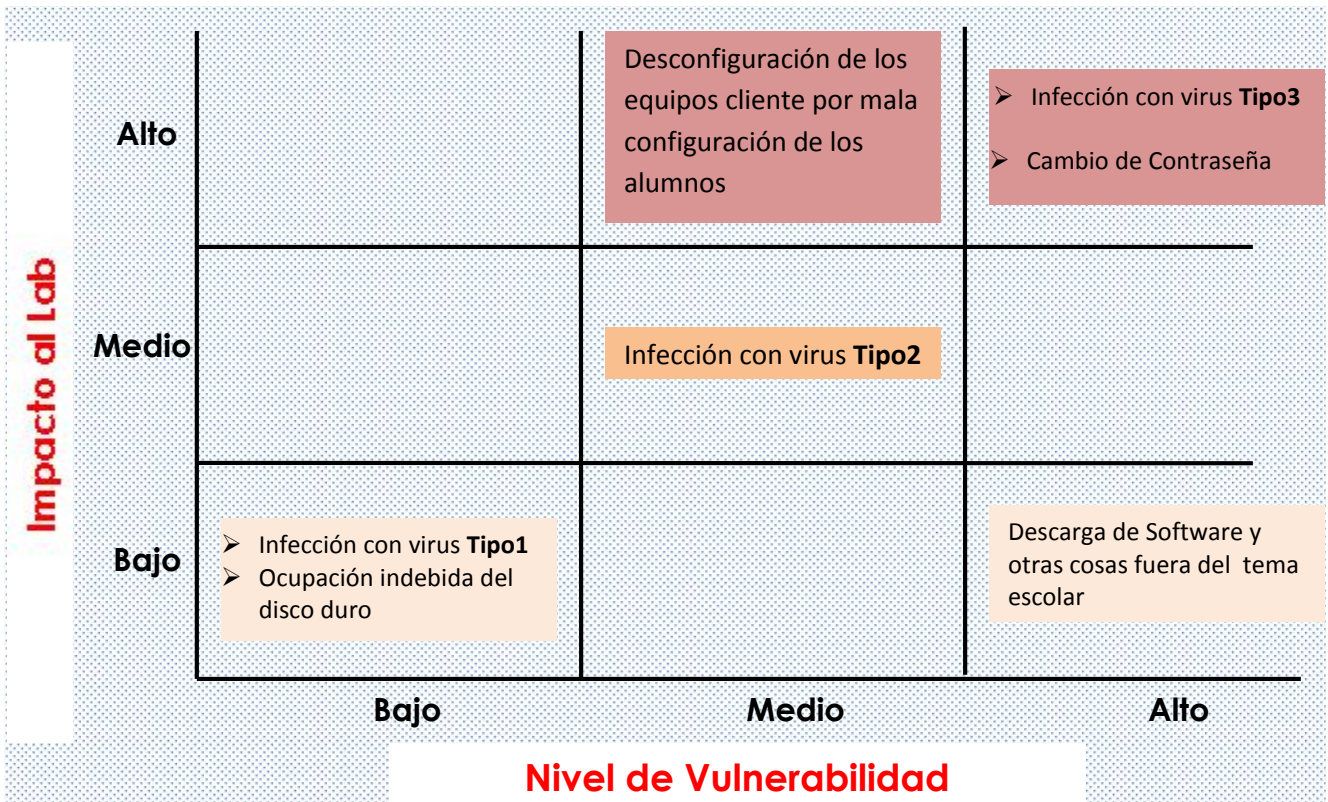 Impacto al Lab
Alto
Desconfiguración de los
equipos cliente por mala
configuración de los
alumnos
➢ Infección con virus Tipo3
➢ Cambio de Contraseña
Medio
Infección con virus Tipo2
Bajo
➢ Infección con virus Tipo1
➢ Ocupación indebida del
disco duro
Descarga de Software y
otras cosas fuera del tema
escolar
Bajo
Medio
Alto
Nivel de Vulnerabilidad